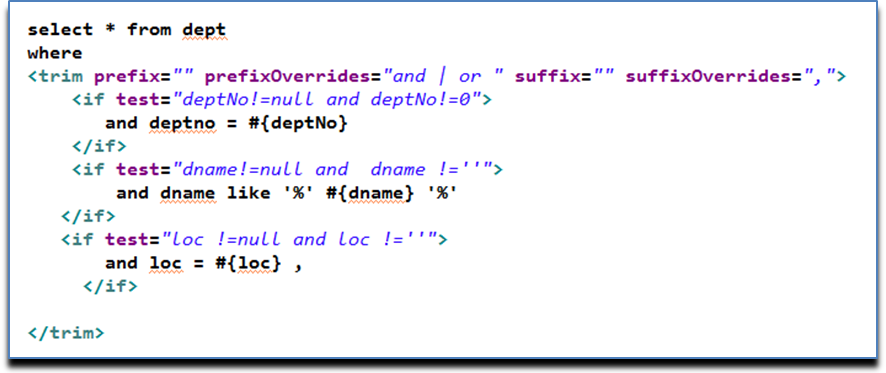 select * from dept
where
<trim prefix="" prefixOverrides="and | or " suffix="" suffixOverrides=",">
<if test="deptNo!=null and deptNo!=0">
and deptno = #{deptNo}
</if>
<if test="dname!=null and  dname !=''">
and dname like '%' #{dname} '%'
</if>
<if test="loc !=null and loc !=''">
and loc = #{loc} ,
</if>
</trim>